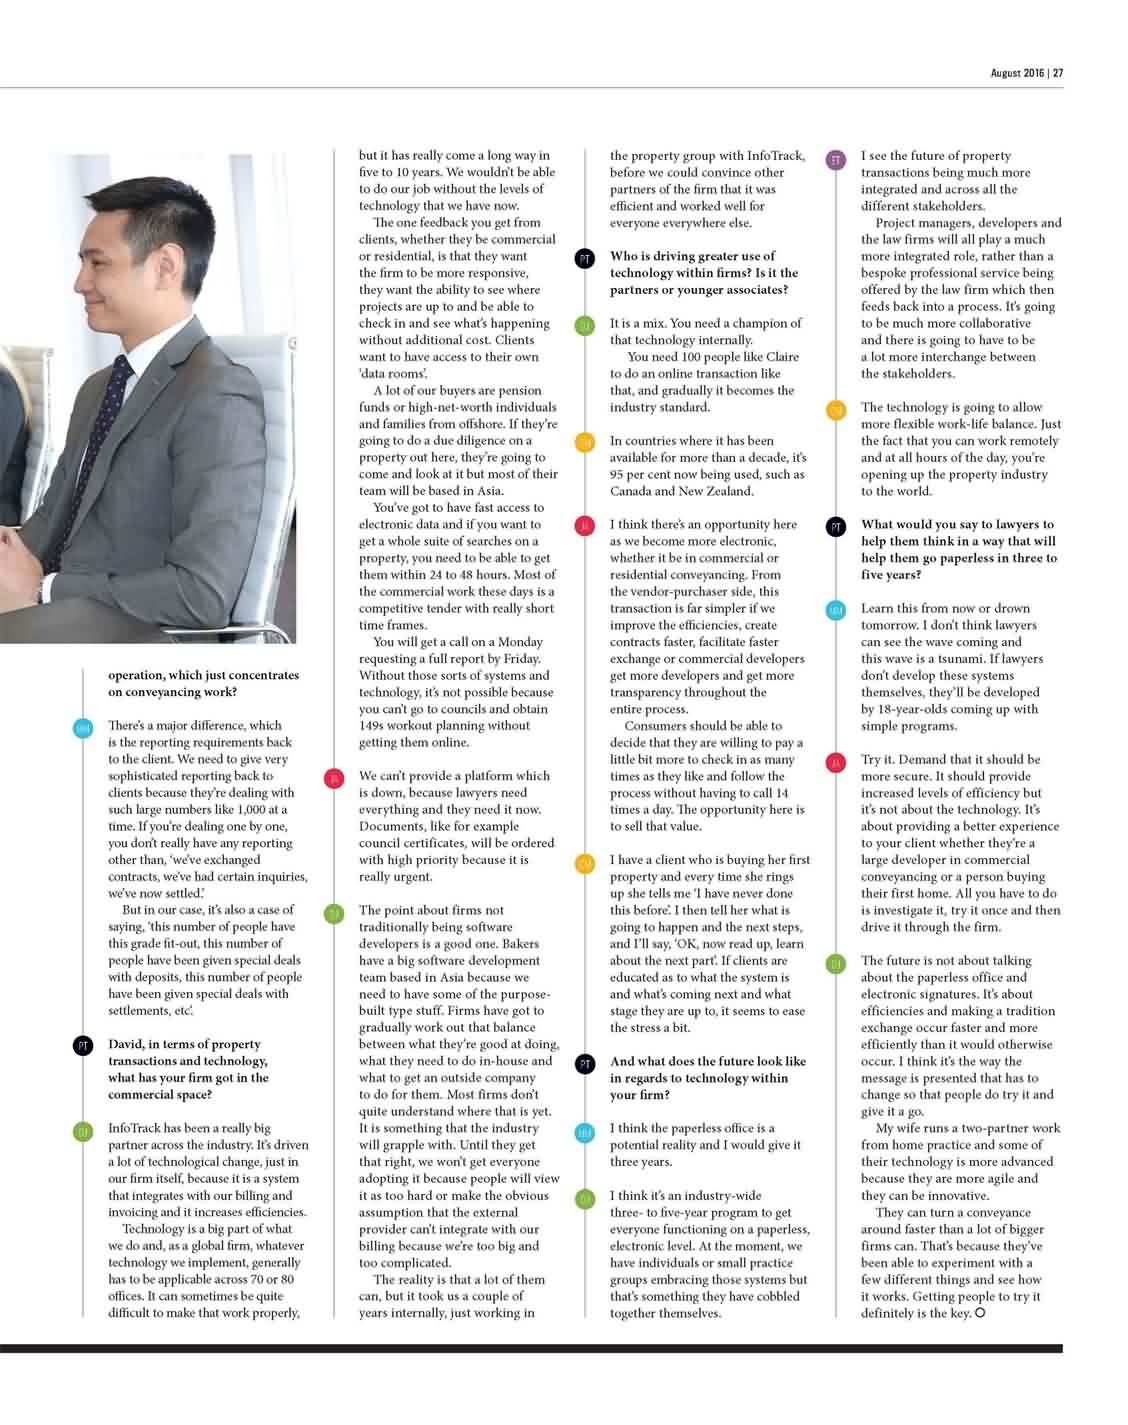 August 2016 | 27
operation, which just concentrates
on conveyancing work?
There's a major difference, which
is the reporting requirements back
to the client. We need to give very
sophisticated reporting back to
clients because they're dealing with
such large numbers like 1,000 at a
time. If you're dealing one by one,
you don't really have any reporting
other than, 'we've exchanged
contracts, we've had certain inquiries,
we've now settled.'
But in our case, it's also a case of
saying, 'this number of people have
this grade fit-out, this number of
people have been given special deals
with deposits, this number of people
have been given special deals with
settlements, etc'.
PT
David, in terms of property
transactions and technology,
what has your firm got in the
commercial space?
InfoTrack has been a really big
partner across the industry. It's driven
a lot of technological change, just in
our firm itself, because it is a system
that integrates with our billing and
invoicing and it increases efficiencies.
Technology is a big part of what
we do and, as a global firm, whatever
technology we implement, generally
has to be applicable across 70 or 80
offices. It can sometimes be quite
difficult to make that work properly,
but it has really come a long way in
five to 10 years. We wouldn't be able
to do our job without the levels of
technology that we have now.
The one feedback you get from
clients, whether they be commercial
or residential, is that they want
the firm to be more responsive,
they want the ability to see where
projects are up to and be able to
check in and see what's happening
without additional cost. Clients
want to have access to their own
'data rooms'.
A lot of our buyers are pension
funds or high-net-worth individuals
and families from offshore. If they're
going to do a due diligence on a
property out here, they're going to
come and look at it but most of their
team will be based in Asia.
You've got to have fast access to
electronic data and if you want to
get a whole suite of searches on a
property, you need to be able to get
them within 24 to 48 hours. Most of
the commercial work these days is a
competitive tender with really short
time frames.
You will get a call on a Monday
requesting a full report by Friday.
Without those sorts of systems and
technology, it's not possible because
you can't go to councils and obtain
149s workout planning without
getting them online.
We can't provide a platform which
is down, because lawyers need
everything and they need it now.
Documents, like for example
council certificates, will be ordered
with high priority because it is
really urgent.
The point about firms not
traditionally being software
developers is a good one. Bakers
have a big software development
team based in Asia because we
need to have some of the purpose-
built type stuff. Firms have got to
gradually work out that balance
between what they're good at doing,
what they need to do in-house and
what to get an outside company
to do for them. Most firms don't
quite understand where that is yet.
It is something that the industry
will grapple with. Until they get
that right, we won't get everyone
adopting it because people will view
it as too hard or make the obvious
assumption that the external
provider can't integrate with our
billing because we're too big and
too complicated.
The reality is that a lot of them
can, but it took us a couple of
years internally, just working in
the property group with InfoTrack,
before we could convince other
partners of the firm that it was
efficient and worked well for
everyone everywhere else.
PT
Who is driving greater use of
technology within firms? Is it the
partners or younger associates?
It is a mix. You need a champion of
that technology internally.
You need 100 people like Claire
to do an online transaction like
that, and gradually it becomes the
industry standard.
In countries where it has been
available for more than a decade, it's
95 per cent now being used, such as
Canada and New Zealand.
I think there's an opportunity here
as we become more electronic,
whether it be in commercial or
residential conveyancing. From
the vendor-purchaser side, this
transaction is far simpler if we
improve the efficiencies, create
contracts faster, facilitate faster
exchange or commercial developers
get more developers and get more
transparency throughout the
entire process.
Consumers should be able to
decide that they are willing to pay a
little bit more to check in as many
times as they like and follow the
process without having to call 14
times a day. The opportunity here is
to sell that value.
I have a client who is buying her first
property and every time she rings
up she tells me 'I have never done
this before'. I then tell her what is
going to happen and the next steps,
and I'll say, 'OK, now read up, learn
about the next part'. If clients are
educated as to what the system is
and what's coming next and what
stage they are up to, it seems to ease
the stress a bit.
PT
And what does the future look like
in regards to technology within
your firm?
I think the paperless office is a
potential reality and I would give it
three years.
I think it's an industry-wide
three- to five-year program to get
everyone functioning on a paperless,
electronic level. At the moment, we
have individuals or small practice
groups embracing those systems but
that's something they have cobbled
together themselves.
I see the future of property
transactions being much more
integrated and across all the
different stakeholders.
Project managers, developers and
the law firms will all play a much
more integrated role, rather than a
bespoke professional service being
offered by the law firm which then
feeds back into a process. It's going
to be much more collaborative
and there is going to have to be
a lot more interchange between
the stakeholders.
The technology is going to allow
more flexible work-life balance. Just
the fact that you can work remotely
and at all hours of the day, you're
opening up the property industry
to the world.
PT
What would you say to lawyers to
help them think in a way that will
help them go paperless in three to
five years?
Learn this from now or drown
tomorrow. I don't think lawyers
can see the wave coming and
this wave is a tsunami. If lawyers
don't develop these systems
themselves, they'll be developed
by 18-year-olds coming up with
simple programs.
Try it. Demand that it should be
more secure. It should provide
increased levels of efficiency but
it's not about the technology. It's
about providing a better experience
to your client whether they're a
large developer in commercial
conveyancing or a person buying
their first home. All you have to do
is investigate it, try it once and then
drive it through the firm.
The future is not about talking
about the paperless office and
electronic signatures. It's about
efficiencies and making a tradition
exchange occur faster and more
efficiently than it would otherwise
occur. I think it's the way the
message is presented that has to
change so that people do try it and
give it a go.
My wife runs a two-partner work
from home practice and some of
their technology is more advanced
because they are more agile and
they can be innovative.
They can turn a conveyance
around faster than a lot of bigger
firms can. That's because they've
been able to experiment with a
few different things and see how
it works. Getting people to try it
definitely is the key.